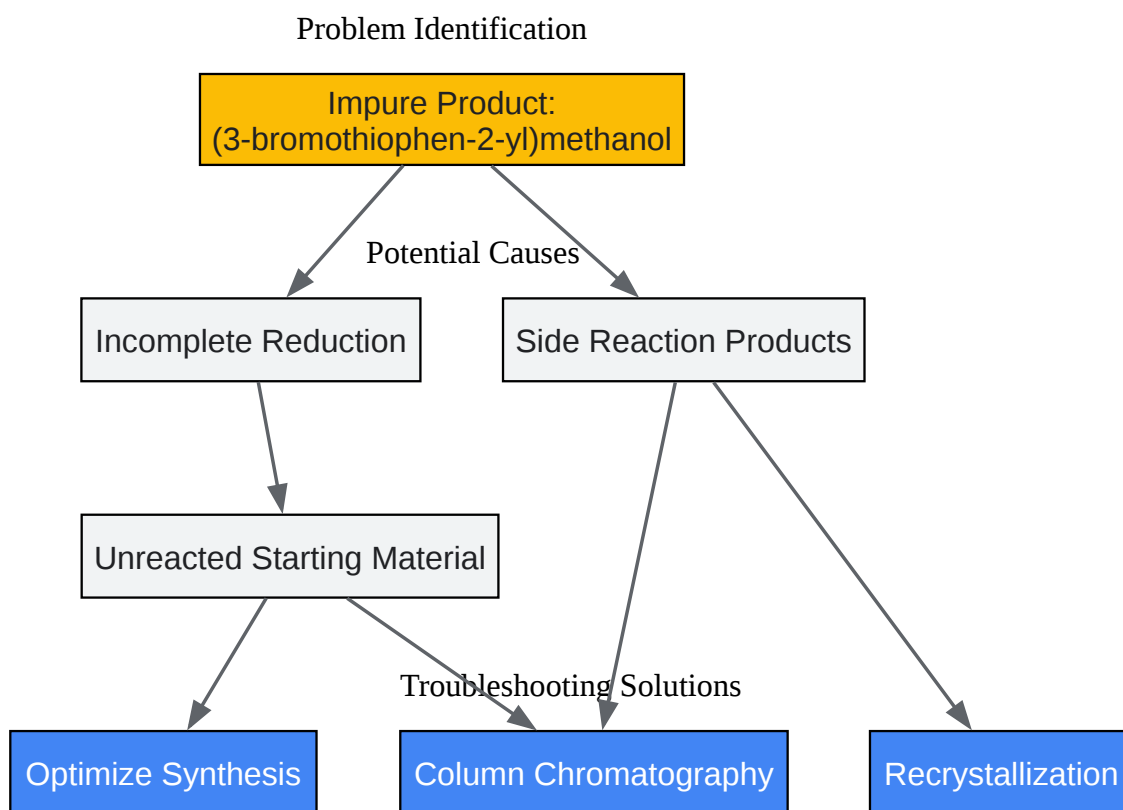 Problem Identification
Impure Product:
(3-bromothiophen-2-yl)methanol
Potential Causes
Incomplete Reduction
Side Reaction Products
Unreacted Starting Material
Troubleshooting Solutions
Optimize Synthesis
Column Chromatography
Recrystallization